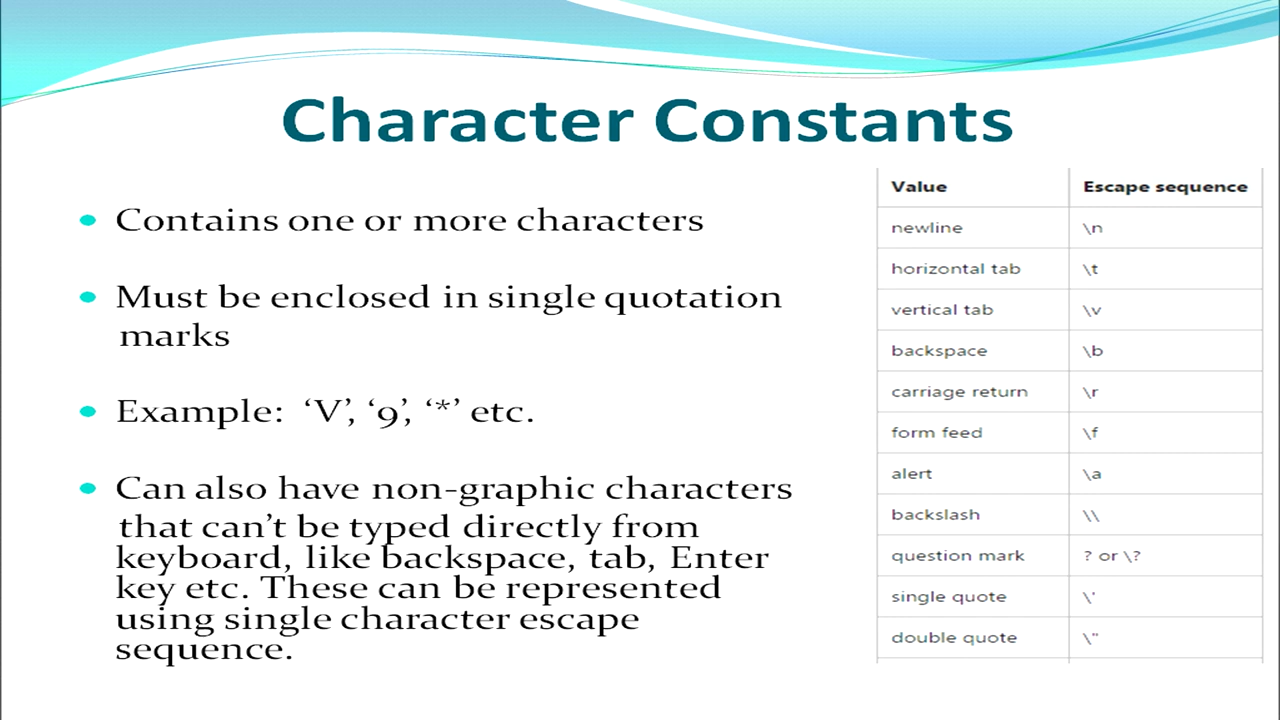 Character Constants
• Contains one or more characters
• Must be enclosed in single quotation
marks
• Example: ‘V’, ‘9’, ‘*’ etc.
• Can also have non-graphic characters
that can’t be typed directly from
keyboard, like backspace, tab, Enter
key etc. These can be represented
using single character escape
sequence.
Value Escape sequence
newline \n
horizontal tab \t
vertical tab \v
backspace \b
carriage return \r
form feed \f
alert \a
backslash \\
question mark ? or \?
single quote \'
double quote \"